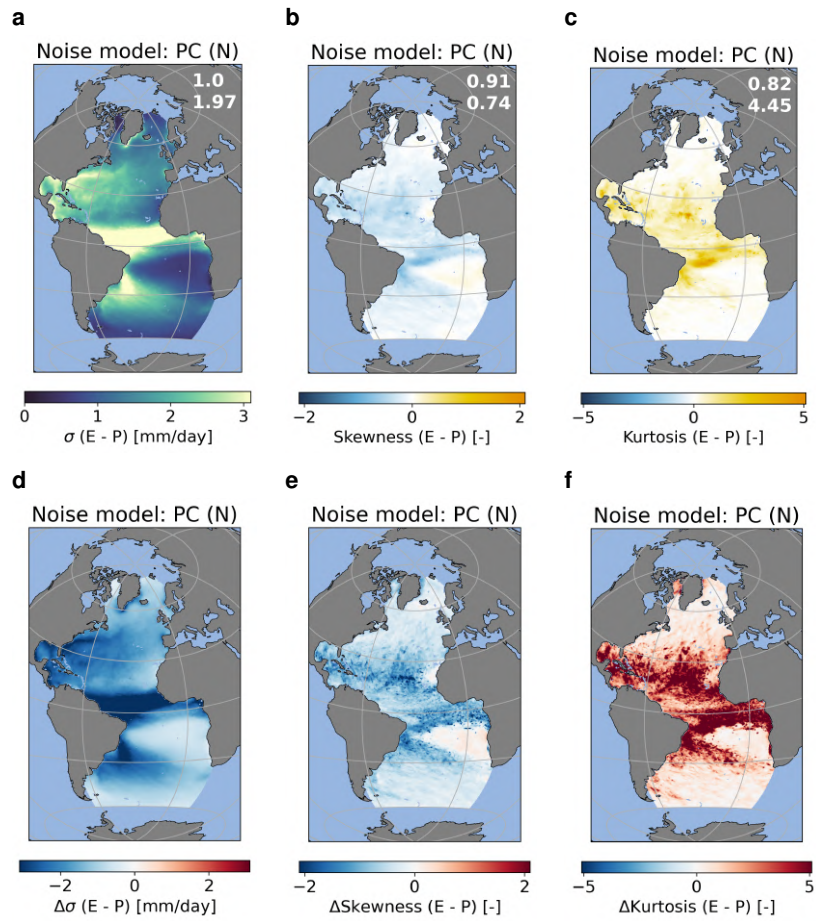 a
b
c
Noise model: PC (N)
Noise model: PC (N)
Noise model: PC (N)
1.0
1.97
0.91
0.74
0.82
4.45
0 1 2 3
σ (E - P) [mm/day]
−2 0 2
Skewness (E - P) [-]
−5 0 5
Kurtosis (E - P) [-]
d
e
f
Noise model: PC (N)
Noise model: PC (N)
Noise model: PC (N)
−2 0 2
Δσ (E - P) [mm/day]
−2 0 2
ΔSkewness (E - P) [-]
−5 0 5
ΔKurtosis (E - P) [-]